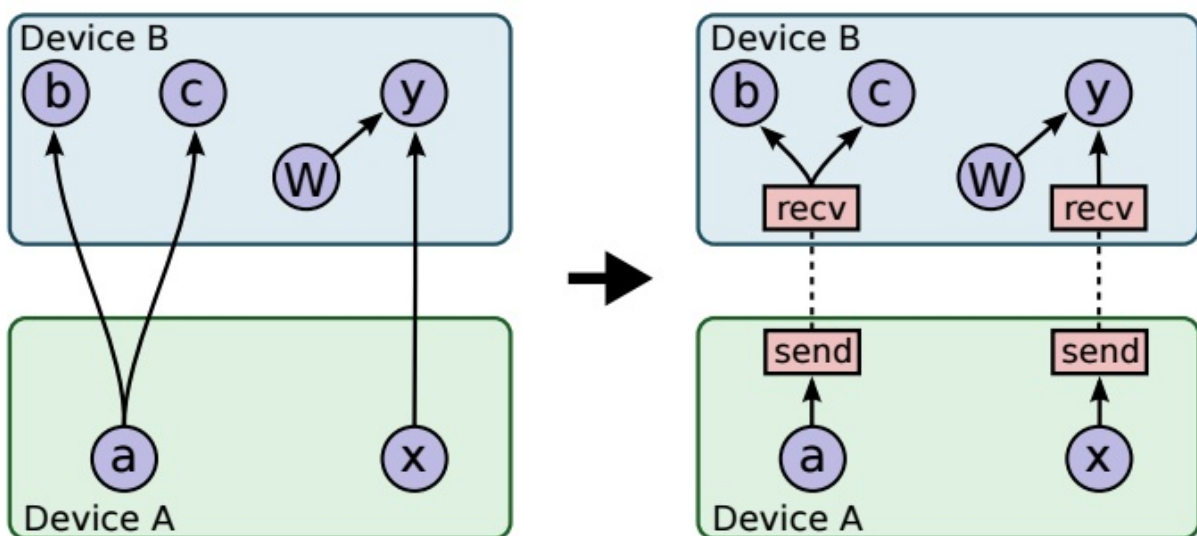 Device B
b c y
W
a x
Device A
Device B
b c y
W
recv recv
send send
a x
Device A